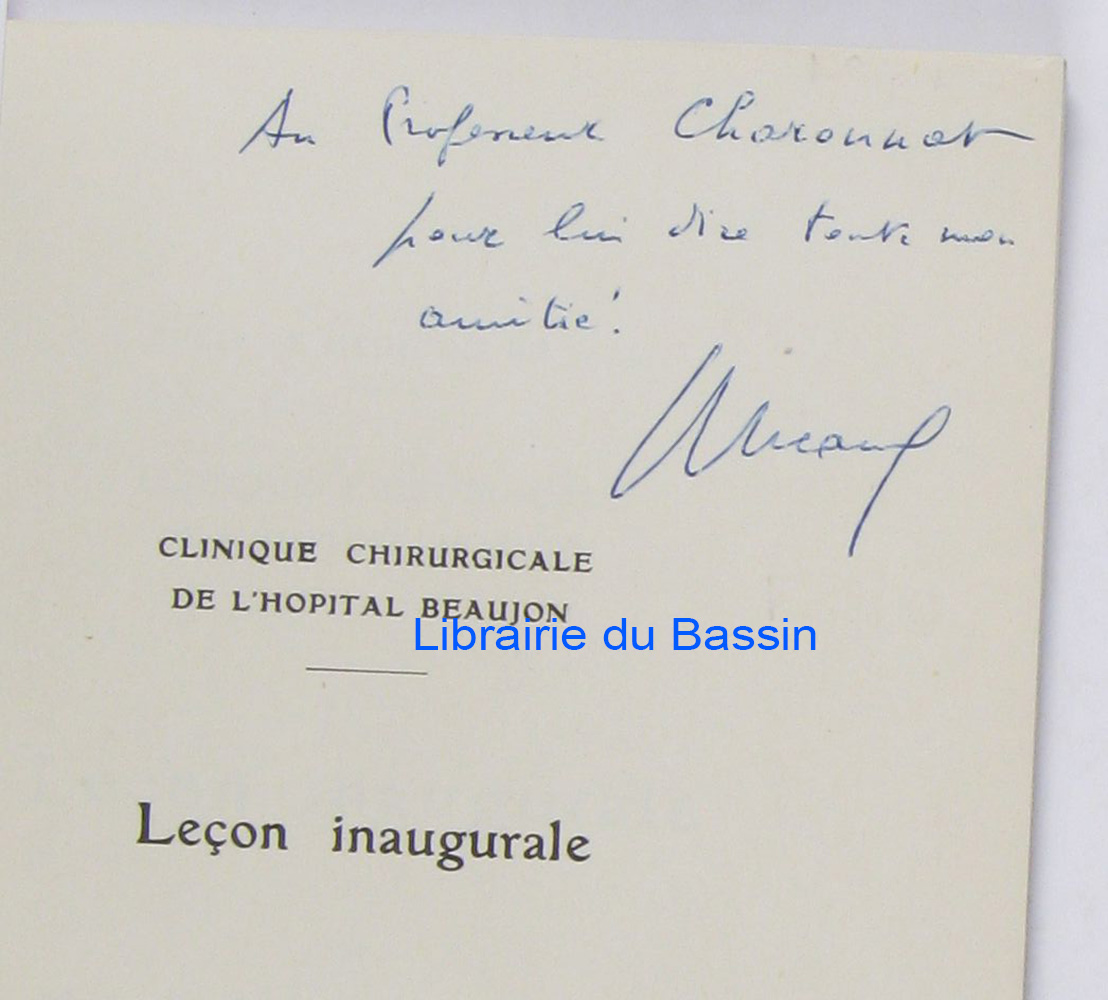 Au Professeur Charonnat
pour lui dire toute mon
amitié !
CLINIQUE CHIRURGICALE
DE L'HOPITAL BEAUJON
Librairie du Bassin
Leçon inaugurale